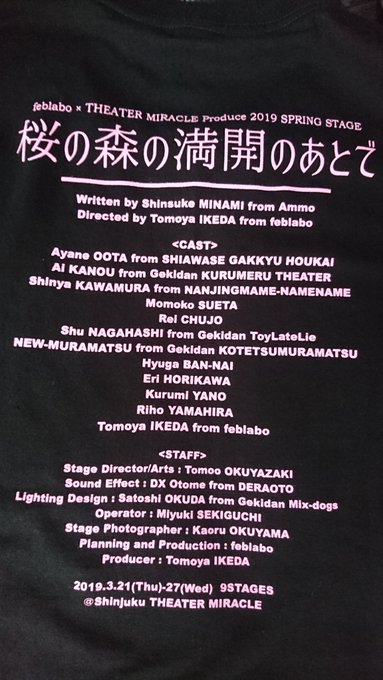 feblabo × THEATER MIRACLE Produce 2019 SPRING STAGE
桜の森の満開のあとで
Written by Shinsuke MINAMI from Ammo
Directed by Tomoya IKEDA from feblabo
<CAST>
Ayane OOTA from SHIAWASE GAKKYU HOUKAI
Ai KANOU from Gekidan KURUMERU THEATER
Shinya KAWAMURA from NANJINGMAME-NAMENAME
Momoko SUETA
Rei CHUJO
Shu NAGAHASHI from Gekidan ToyLateLie
NEW-MURAMATSU from Gekidan KOTETSUMURAMATSU
Hyuga BAN-NAI
Eri HORIKAWA
Kurumi YANO
Riho YAMAHIRA
Tomoya IKEDA from feblabo
<STAFF>
Stage Director/Arts : Tomoo OKUYAZAKI
Sound Effect : DX Otome from DERAOTO
Lighting Design : Satoshi OKUDA from Gekidan Mix-dogs
Operator : Miyuki SEKIGUCHI
Stage Photographer : Kaoru OKUYAMA
Planning and Production : feblabo
Producer : Tomoya IKEDA
2019.3.21(Thu)-27(Wed) 9STAGES
@Shinjuku THEATER MIRACLE